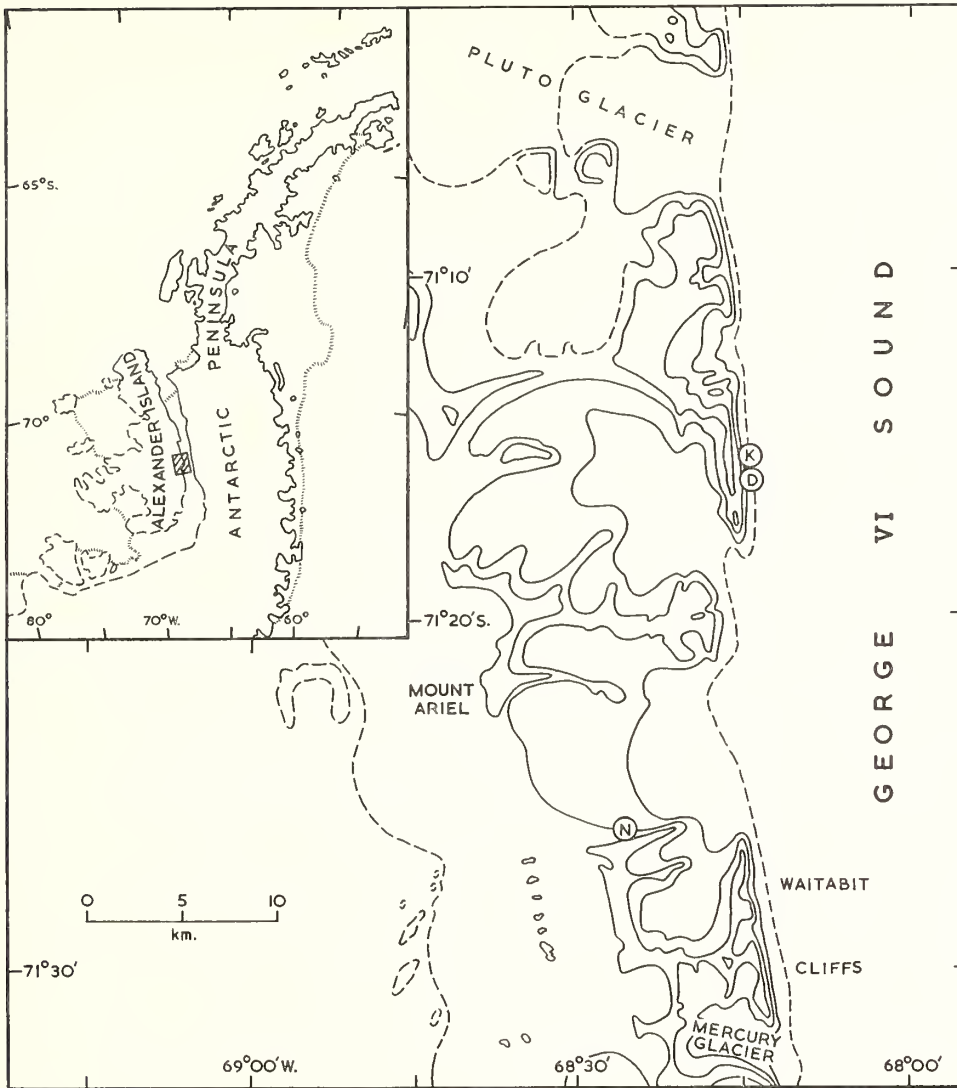 PLUTO GLACIER
65°S.
PENINSULA
71°10'
GEORGE VI SOUND
ALEXANDER ISLAND
70°
ANTARCTIC
K
D
80°
70°W.
60°
71°20'S.
MOUNT
ARIEL
N
WAITABIT
0 5 10
km.
CLIFFS
71°30'
MERCURY
GLACIER
69°00'W.
68°30'
68°00'